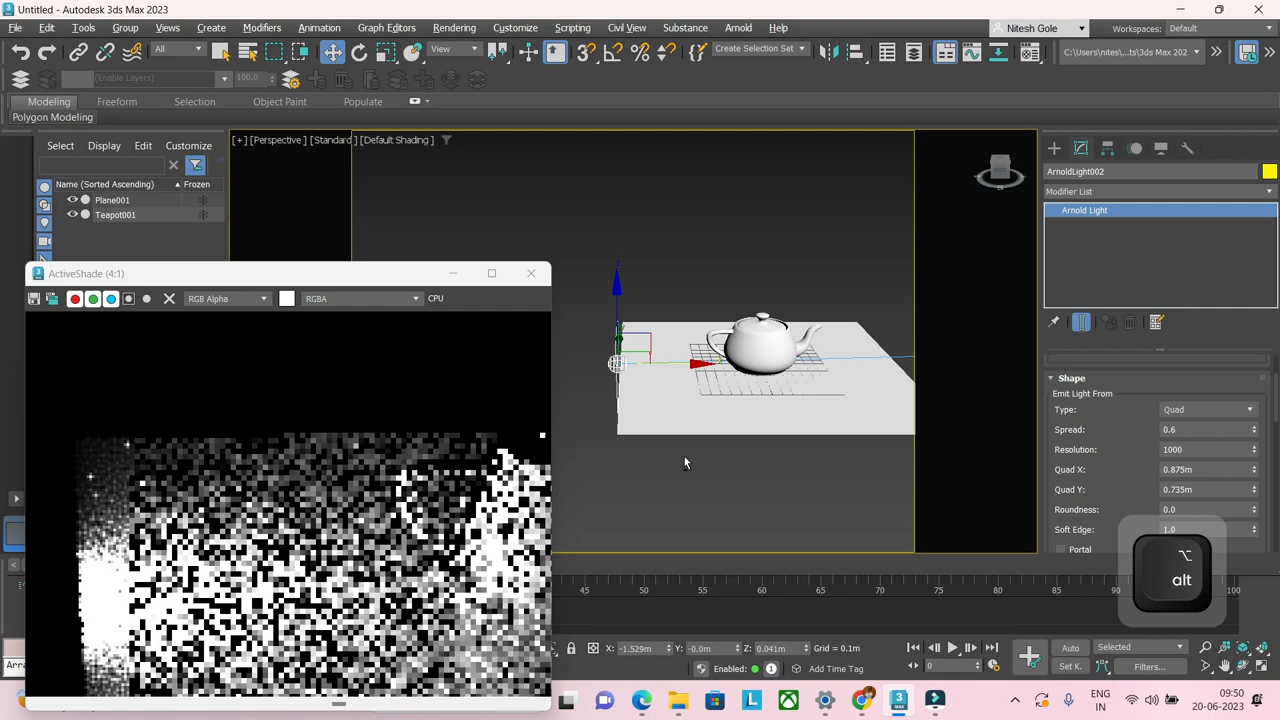 Untitled - Autodesk 3ds Max 2023
File Edit Tools Group Views Create Modifiers Animation Graph Editors Rendering Customize Scripting Civil View Substance Arnold Help
Nitesh Gole
Workspaces: Default
All
View
Create Selection Set
C:\Users\nites\...ts\3ds Max 202
(Enable Layers)
100.0
Modeling Freeform Selection Object Paint Populate
Polygon Modeling
Select Display Edit Customize
Name (Sorted Ascending) Frozen
Plane001
Teapot001
[+] [Perspective ] [Standard ] [Default Shading ]
ActiveShade (4:1)
RGB Alpha
RGBA
CPU
z
ArnoldLight002
Modifier List
Arnold Light
Shape
Emit Light From
Type: Quad
Spread: 0.6
Resolution: 1000
Quad X: 0.875m
Quad Y: 0.735m
Roundness: 0.0
Soft Edge: 1.0
Portal
alt
45 50 55 60 65 70 75 80 85 90 100
X: -1.529m Y: -0.0m Z: 0.041m Grid = 0.1m
Enabled: 1 Add Time Tag
0
Auto Selected
Set K. Filters...
Arra
ENG
IN
09:50
20-06-2023